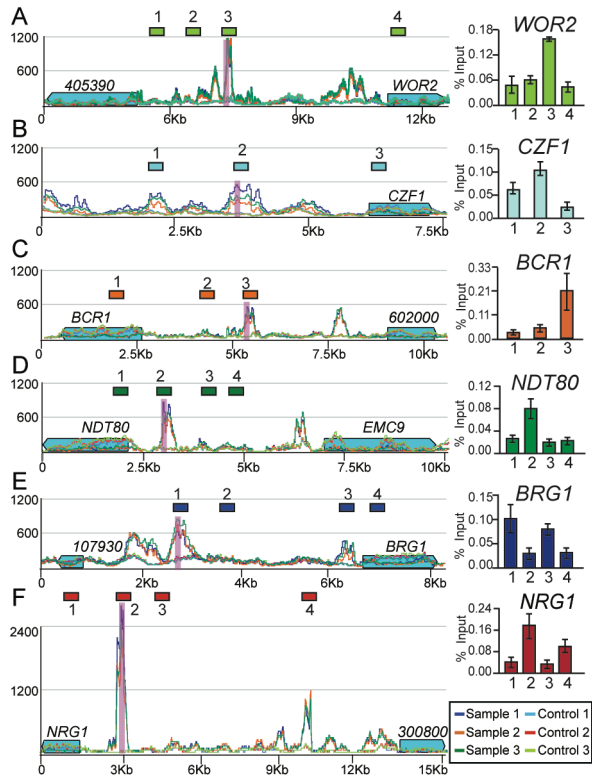 A
1 2 3 4
1200
600
0
405390
WOR2
6Kb 9Kb 12Kb
WOR2
% Input
0.18
0.12
0.06
0.00
1 2 3 4
B
1 2 3
1200
600
0
CZF1
2.5Kb 5Kb 7.5Kb
CZF1
% Input
0.15
0.10
0.05
0.00
1 2 3
C
1 2 3
1200
600
BCR1
602000
0 2.5Kb 5Kb 7.5Kb 10Kb
BCR1
% Input
0.33
0.21
0.11
0.00
1 2 3
D
1 2 3 4
1200
600
NDT80
EMC9
0 2.5Kb 5Kb 7.5Kb 10Kb
NDT80
% Input
0.12
0.08
0.04
0.00
1 2 3 4
E
1 2 3 4
1200
600
107930
BRG1
0 2Kb 4Kb 6Kb 8Kb
BRG1
% Input
0.15
0.10
0.05
0.00
1 2 3 4
F
1 2 3 4
2400
1200
NRG1
300800
0 3Kb 6Kb 9Kb 12Kb 15Kb
NRG1
% Input
0.24
0.16
0.08
0.00
1 2 3 4
Sample 1 Control 1
Sample 2 Control 2
Sample 3 Control 3